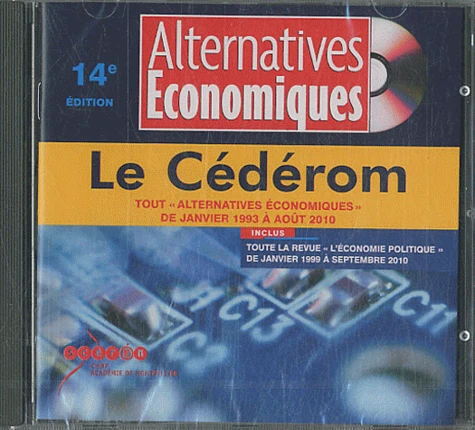 14e
ÉDITION
Alternatives
Economiques
Le Cédérom
TOUT « ALTERNATIVES ÉCONOMIQUES »
DE JANVIER 1993 À AOÛT 2010
INCLUS
TOUTE LA REVUE « L'ÉCONOMIE POLITIQUE »
DE JANVIER 1999 À SEPTEMBRE 2010
H C13
C11